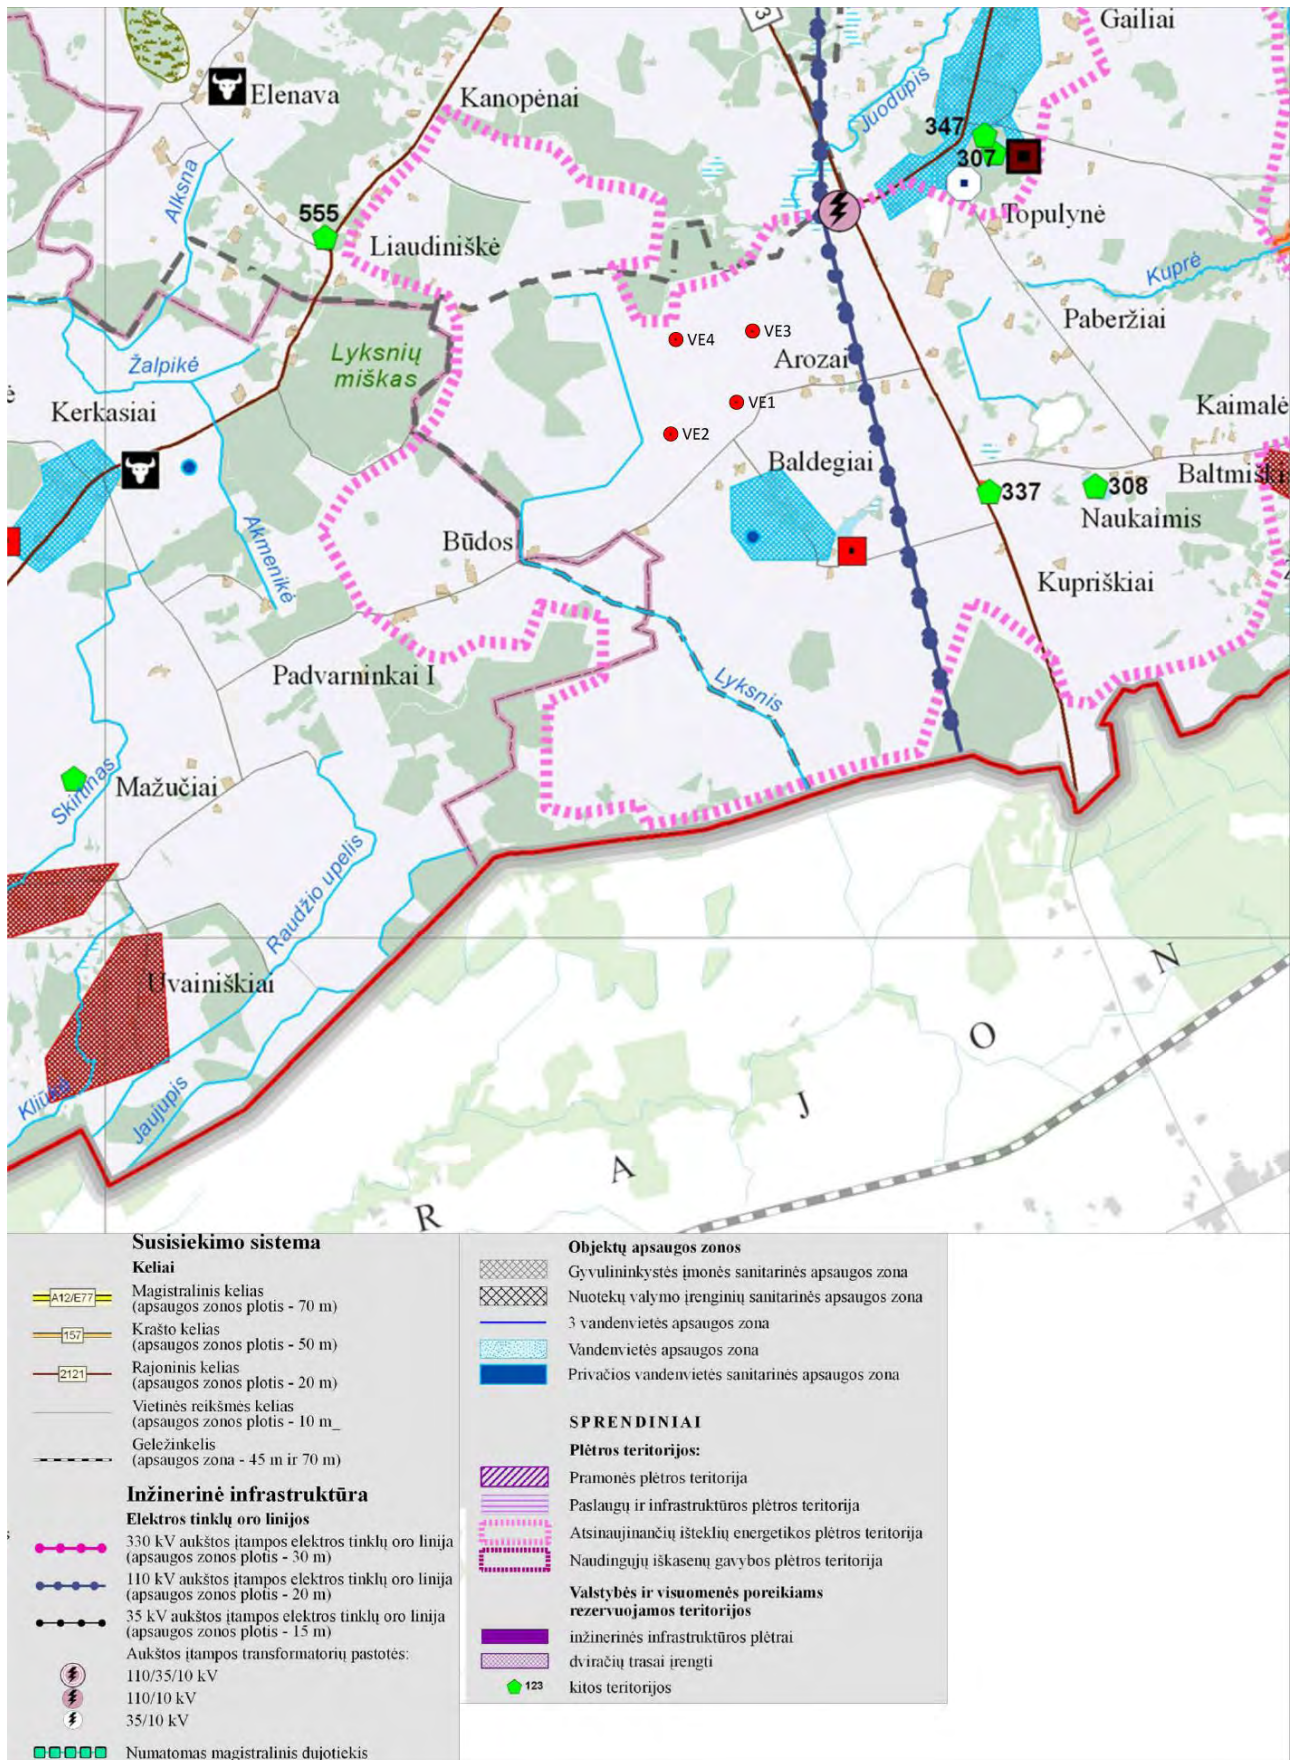 Gailiai
3
Elenava
Kanopėnai
Juodupis
347
307
Alksna
555
Topulynė
Liaudiniškė
Kuprė
Paberžiai
VE3
VE4
Lyksnių
miškas
Arozai
Žalpikė
ė
Kerkasiai
VE1
Kaimalė
VE2
Baldegiai
Baltmiški
337
308
Naukaimis
Būdos
Akmenikė
Kupriškiai
Padvarninkai I
Lyksnis
Mažučiai
Raudžio upelis
Uvainiškiai
Jaujupis
R A J O N
Susisiekimo sistema
Keliai
A12/E77 Magistralinis kelias
(apsaugos zonos plotis - 70 m)
157 Krašto kelias
(apsaugos zonos plotis - 50 m)
2121 Rajoninis kelias
(apsaugos zonos plotis - 20 m)
Vietinės reikšmės kelias
(apsaugos zonos plotis - 10 m_
Geležinkelis
(apsaugos zona - 45 m ir 70 m)
Inžinerinė infrastruktūra
Elektros tinklų oro linijos
330 kV aukštos įtampos elektros tinklų oro linija
(apsaugos zonos plotis - 30 m)
110 kV aukštos įtampos elektros tinklų oro linija
(apsaugos zonos plotis - 20 m)
35 kV aukštos įtampos elektros tinklų oro linija
(apsaugos zonos plotis - 15 m)
Aukštos įtampos transformatorių pastotės:
110/35/10 kV
110/10 kV
35/10 kV
Numatomas magistralinis dujotiekis
Objektų apsaugos zonos
Gyvulininkystės įmonės sanitarinės apsaugos zona
Nuotekų valymo įrenginių sanitarinės apsaugos zona
3 vandenvietės apsaugos zona
Vandenvietės apsaugos zona
Privačios vandenvietės sanitarinės apsaugos zona
SPRENDINIAI
Plėtros teritorijos:
Pramonės plėtros teritorija
Paslaugų ir infrastruktūros plėtros teritorija
Atsinaujinančių išteklių energetikos plėtros teritorija
Naudingųjų iškasenų gavybos plėtros teritorija
Valstybės ir visuomenės poreikiams
rezervuojamos teritorijos
inžinerinės infrastruktūros plėtrai
dviračių trasai įrengti
123 kitos teritorijos